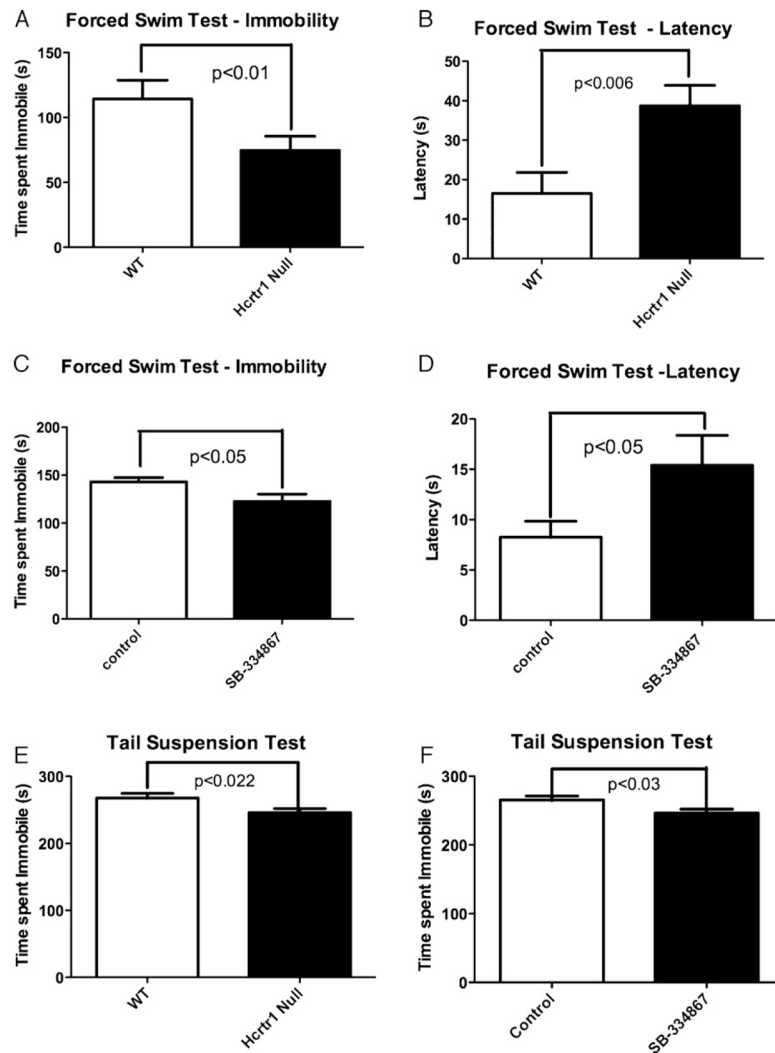 A
Forced Swim Test - Immobility
Time spent Immobile (s)
150
100
50
0
p<0.01
WT
Hcrtr1 Null
B
Forced Swim Test - Latency
Latency (s)
50
40
30
20
10
0
p<0.006
WT
Hcrtr1 Null
C
Forced Swim Test - Immobility
Time spent Immobile (s)
200
150
100
50
0
p<0.05
control
SB-334867
D
Forced Swim Test -Latency
Latency (s)
20
15
10
5
0
p<0.05
control
SB-334867
E
Tail Suspension Test
Time spent Immobile (s)
300
200
100
0
p<0.022
WT
Hcrtr1 Null
F
Tail Suspension Test
Time spent Immobile (s)
300
200
100
0
p<0.03
Control
SB-334867